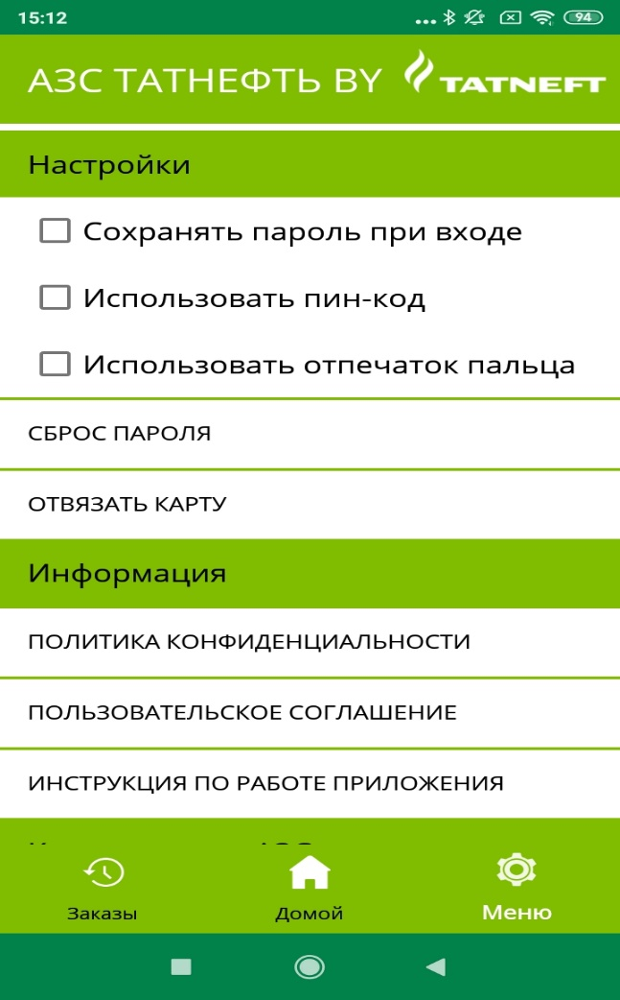 15:12
94
АЗС ТАТНЕФТЬ BY
TATNEFT
Настройки
Сохранять пароль при входе
Использовать пин-код
Использовать отпечаток пальца
СБРОС ПАРОЛЯ
ОТВЯЗАТЬ КАРТУ
Информация
ПОЛИТИКА КОНФИДЕНЦИАЛЬНОСТИ
ПОЛЬЗОВАТЕЛЬСКОЕ СОГЛАШЕНИЕ
ИНСТРУКЦИЯ ПО РАБОТЕ ПРИЛОЖЕНИЯ
Заказы
Домой
Меню